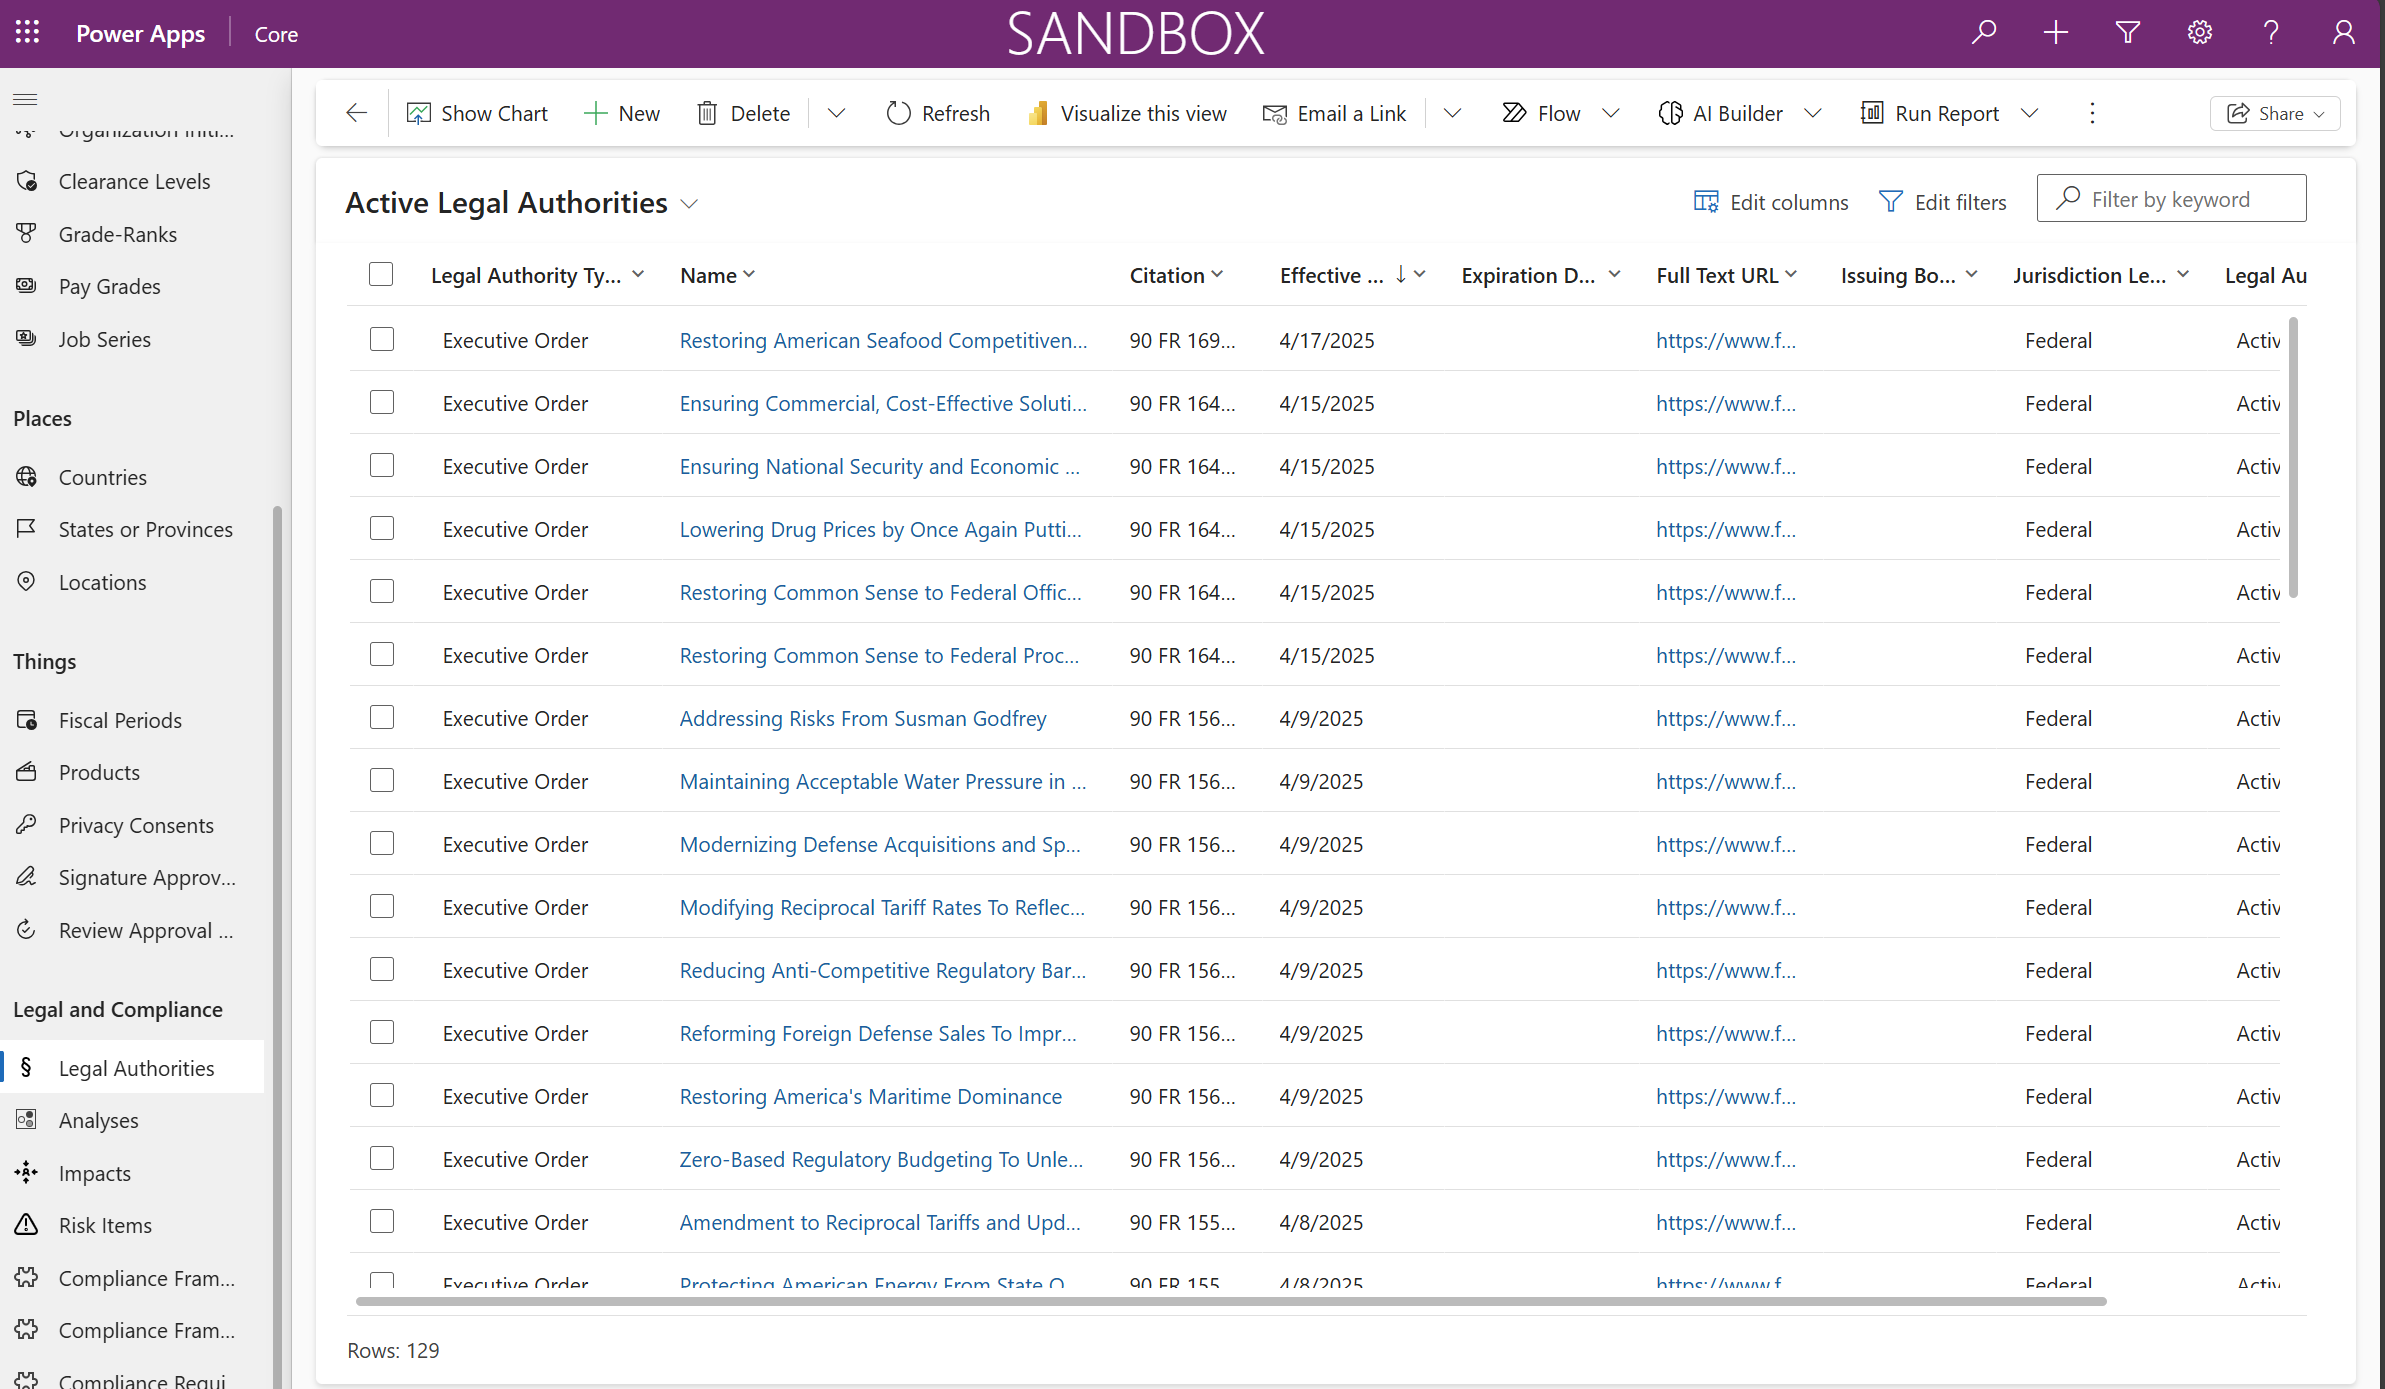 Power Apps
Core
SANDBOX
Organization Initi...
Clearance Levels
Grade-Ranks
Pay Grades
Job Series
Places
Countries
States or Provinces
Locations
Things
Fiscal Periods
Products
Privacy Consents
Signature Approv...
Review Approval ...
Legal and Compliance
§ Legal Authorities
Analyses
Impacts
Risk Items
Compliance Fram...
Compliance Fram...
Compliance Requi
Show Chart New Delete Refresh Visualize this view Email a Link Flow AI Builder Run Report Share
Active Legal Authorities
Edit columns Edit filters Filter by keyword
Legal Authority Ty... Name Citation Effective ... ↓ Expiration D... Full Text URL Issuing Bo... Jurisdiction Le... Legal Au
Executive Order Restoring American Seafood Competitiven... 90 FR 169... 4/17/2025 https://www.f... Federal Activ
Executive Order Ensuring Commercial, Cost-Effective Soluti... 90 FR 164... 4/15/2025 https://www.f... Federal Activ
Executive Order Ensuring National Security and Economic ... 90 FR 164... 4/15/2025 https://www.f... Federal Activ
Executive Order Lowering Drug Prices by Once Again Putti... 90 FR 164... 4/15/2025 https://www.f... Federal Activ
Executive Order Restoring Common Sense to Federal Offic... 90 FR 164... 4/15/2025 https://www.f... Federal Activ
Executive Order Restoring Common Sense to Federal Proc... 90 FR 164... 4/15/2025 https://www.f... Federal Activ
Executive Order Addressing Risks From Susman Godfrey 90 FR 156... 4/9/2025 https://www.f... Federal Activ
Executive Order Maintaining Acceptable Water Pressure in ... 90 FR 156... 4/9/2025 https://www.f... Federal Activ
Executive Order Modernizing Defense Acquisitions and Sp... 90 FR 156... 4/9/2025 https://www.f... Federal Activ
Executive Order Modifying Reciprocal Tariff Rates To Reflec... 90 FR 156... 4/9/2025 https://www.f... Federal Activ
Executive Order Reducing Anti-Competitive Regulatory Bar... 90 FR 156... 4/9/2025 https://www.f... Federal Activ
Executive Order Reforming Foreign Defense Sales To Impr... 90 FR 156... 4/9/2025 https://www.f... Federal Activ
Executive Order Restoring America's Maritime Dominance 90 FR 156... 4/9/2025 https://www.f... Federal Activ
Executive Order Zero-Based Regulatory Budgeting To Unle... 90 FR 156... 4/9/2025 https://www.f... Federal Activ
Executive Order Amendment to Reciprocal Tariffs and Upd... 90 FR 155... 4/8/2025 https://www.f... Federal Activ
Executive Order Protecting American Energy From State O 90 FR 155 4/8/2025 https://www.f Federal Activ
Rows: 129